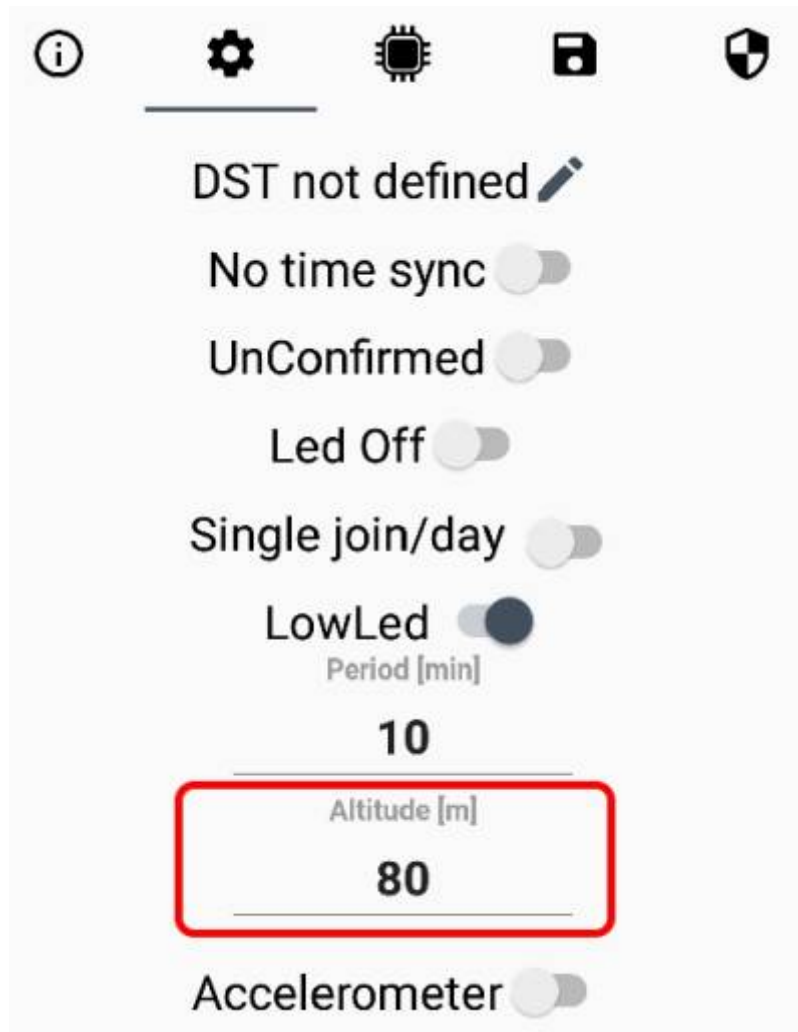 DST not defined
No time sync
UnConfirmed
Led Off
Single join/day
LowLed
Period [min]
10
Altitude [m]
80
Accelerometer